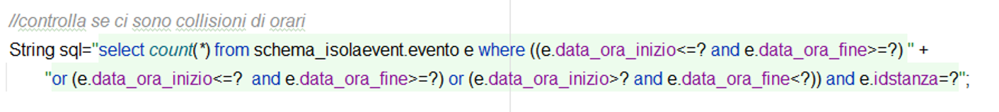 //controlla se ci sono collisioni di orari
String sql="select count(*) from schema_isolaevent.evento e where ((e.data_ora_inizio<=? and e.data_ora_fine>=?) " +
"or (e.data_ora_inizio<=?  and e.data_ora_fine>=?) or (e.data_ora_inizio>? and e.data_ora_fine<?)) and e.idstanza=?";